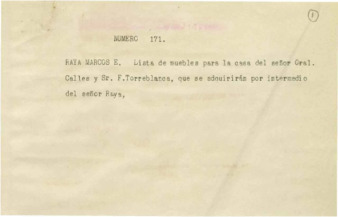 1
NUMERO 171.
RAYA MARCOS E. Lista de muebles para la casa del señor Gral.
Calles y Sr. F.Torreblanca, que se adquirirán por intermedio
del señor Raya,